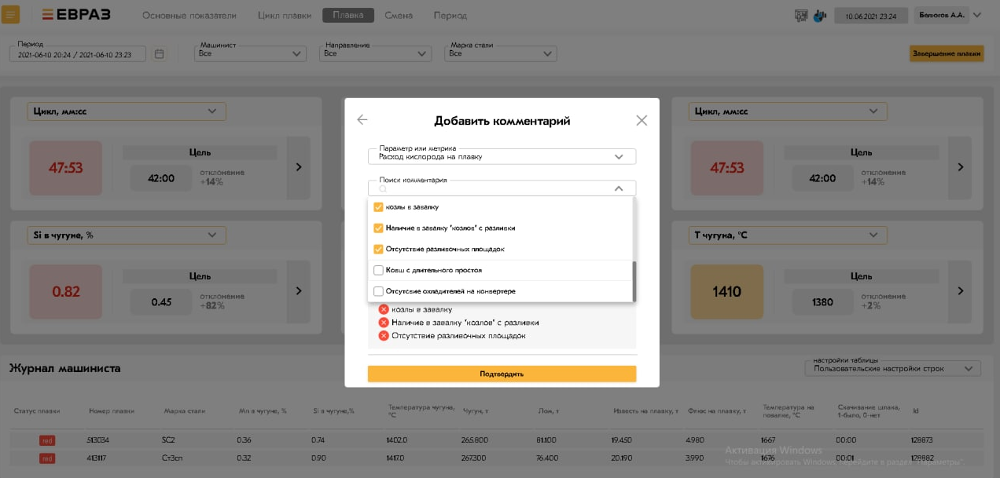 ЕВРАЗ
Основные показатели
Цикл плавки
Плавка
Смена
Период
10.06.2021 23:24
Белюгов А.А.
Период
2021-06-10 20:24 / 2021-06-10 23:23
Машинист
Все
Направление
Все
Марка стали
Все
Завершение плавки
Цикл, мм:сс
47:53
Цель
42:00
отклонение
+14%
Цикл, мм:сс
47:53
Цель
42:00
отклонение
+14%
Si в чугуне, %
0.82
Цель
0.45
отклонение
+82%
Т чугуна, °С
1410
Цель
1380
отклонение
+2%
Добавить комментарий
Параметр или метрика
Расход кислорода на плавку
Поиск комментария
козлы в завалку
Наличие в завалку "козлов" с разливки
Отсутствие разливочных площадок
Ковш с длительного простоя
Отсутсвие охладителей на конвертере
козлы в завалку
Наличие в завалку "козлов" с разливки
Отсутствие разливочных площадок
Подтвердить
Журнал машиниста
настройки таблицы
Пользовательские настройки строк
Статус плавки
Номер плавки
Марка стали
Mn в чугуне, %
Si в чугуне,%
Температура чугуна,
°С
Чугун, т
Лом, т
Известь на плавку, т
Флюс на плавку, т
Температура на
повалке, °С
Скачивание шлака,
1-было, 0-нет
Id
red 513034 SC2 0.36 0.74 1402.0 265.800 81.100 19.450 4.980 1667 00:00 128873
red 413117 Ст3сп 0.32 0.90 1417.0 267.300 76.400 20.190 3.990 1676 00:01 128882
Активация Windows
Чтобы активировать Windows, перейдите в раздел "Параметры".